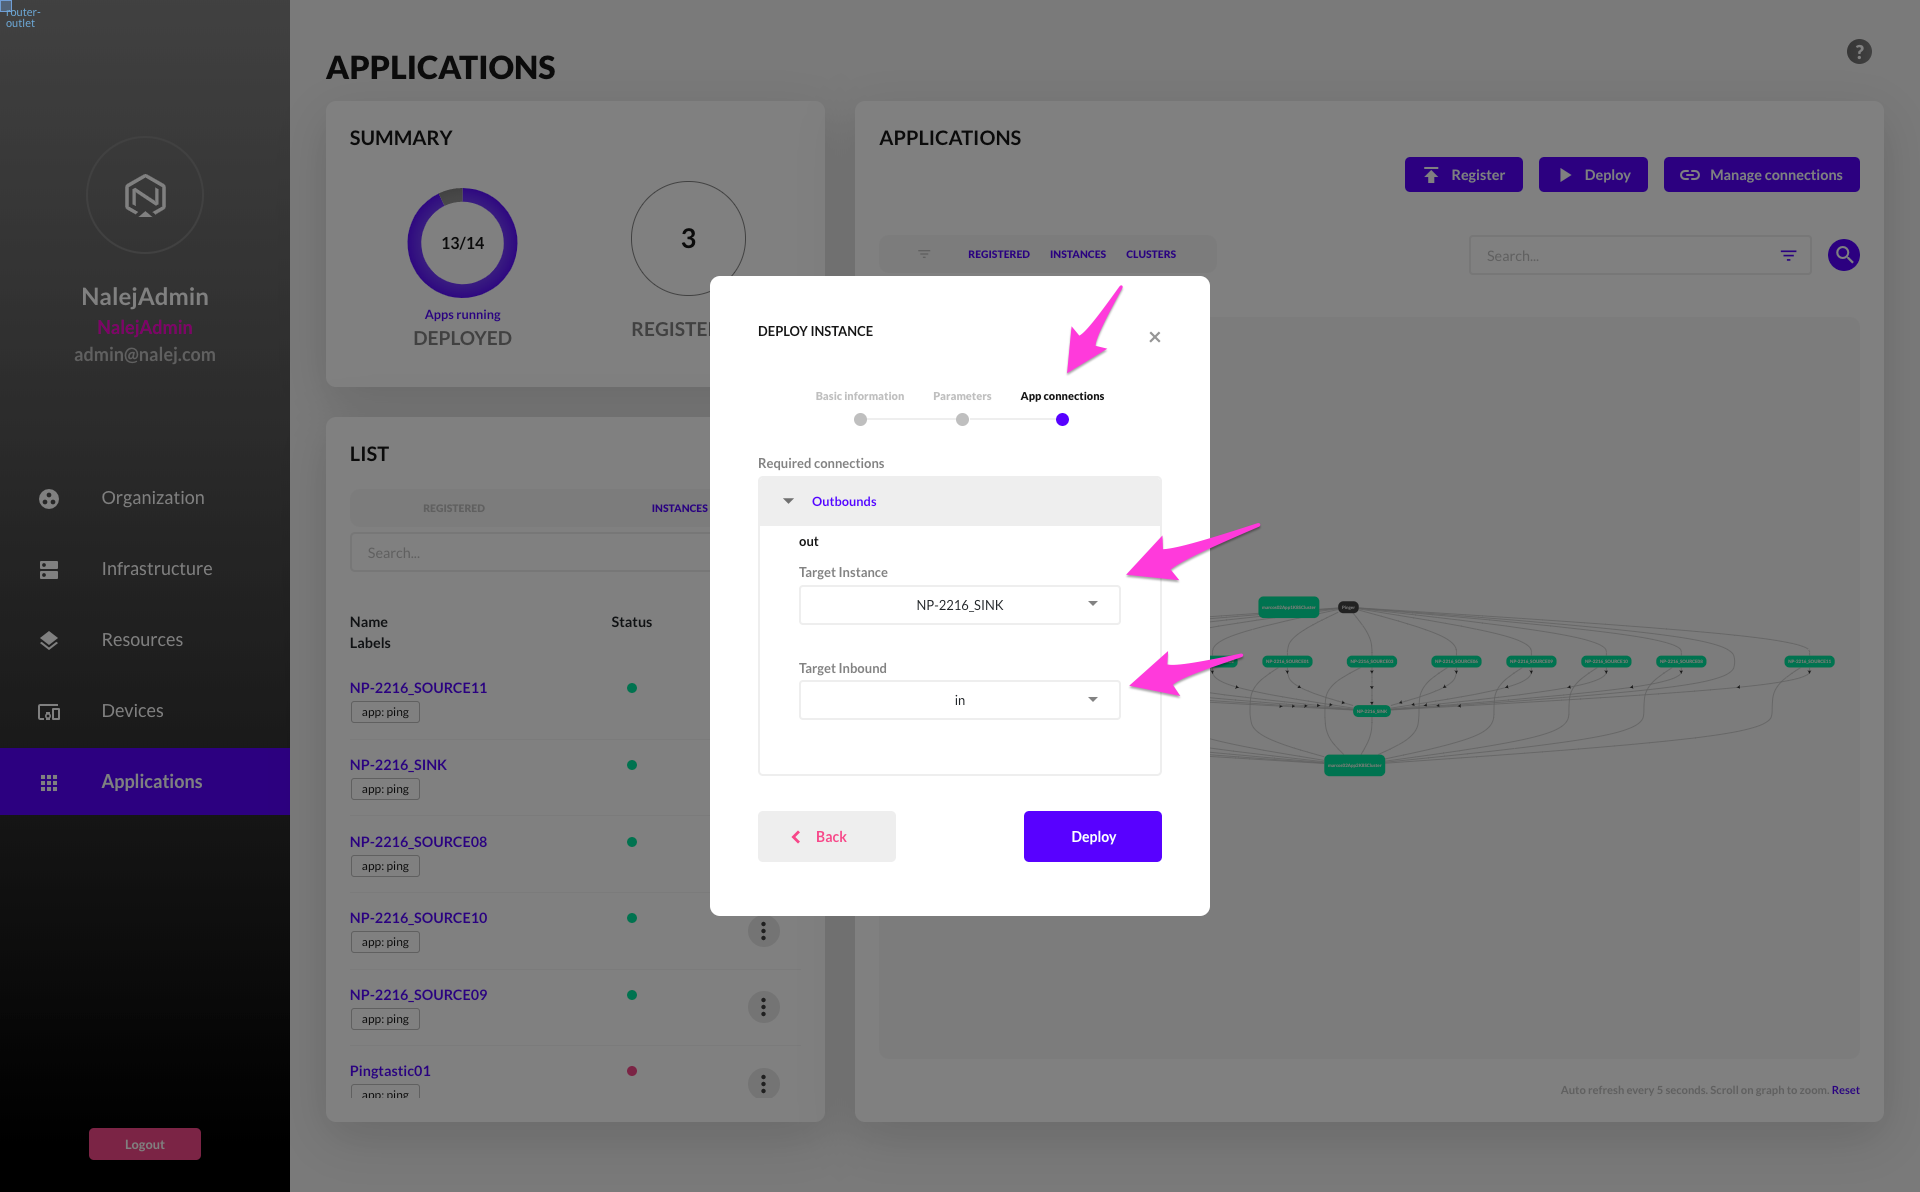 router-
outlet
NalejAdmin
NalejAdmin
admin@nalej.com
Organization
Infrastructure
Resources
Devices
Applications
Logout
APPLICATIONS
?
SUMMARY
13/14
Apps running
DEPLOYED
3
REGISTE
LIST
REGISTERED
INSTANCES
Search...
Name
Labels
Status
NP-2216_SOURCE11
app: ping
NP-2216_SINK
app: ping
NP-2216_SOURCE08
app: ping
NP-2216_SOURCE10
app: ping
NP-2216_SOURCE09
app: ping
Pingtastic01
app: ping
APPLICATIONS
Register
Deploy
Manage connections
REGISTERED
INSTANCES
CLUSTERS
Search...
DEPLOY INSTANCE
Basic information
Parameters
App connections
Required connections
Outbounds
out
Target Instance
NP-2216_SINK
Target Inbound
in
Back
Deploy
Pinger
NP-2216_SINK
Auto refresh every 5 seconds. Scroll on graph to zoom. Reset